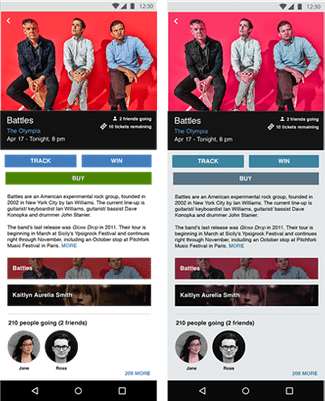 12:30
Battles
2 friends going
The Olympia
Apr 17 - Tonight, 8 pm
10 tickets remaining
TRACK
WIN
BUY
Battles are an American experimental rock group, founded in
2002 in New York City by Ian Williams. The current line-up is
guitarist/ keyboardist Ian Williams, guitarist/ bassist Dave
Konopka and drummer John Stanier.
The band's last release was Gloss Drop in 2011. Their tour is
beginning in March at Sicily's Ypsigrock Festival and continues
right through November, including an October stop at Pitchfork
Music Festival in Paris. MORE
Battles
Kaitlyn Aurelia Smith
210 people going (2 friends)
Jane
Ross
208 MORE
12:30
Battles
2 friends going
The Olympia
Apr 17 - Tonight, 8 pm
10 tickets remaining
TRACK
WIN
BUY
Battles are an American experimental rock group, founded in
2002 in New York City by Ian Williams. The current line-up is
guitarist/ keyboardist Ian Williams, guitarist/ bassist Dave
Konopka and drummer John Stanier.
The band's last release was Gloss Drop in 2011. Their tour is
beginning in March at Sicily's Ypsigrock Festival and continues
right through November, including an October stop at Pitchfork
Music Festival in Paris. MORE
Battles
Kaitlyn Aurelia Smith
210 people going (2 friends)
Jane
Ross
208 MORE